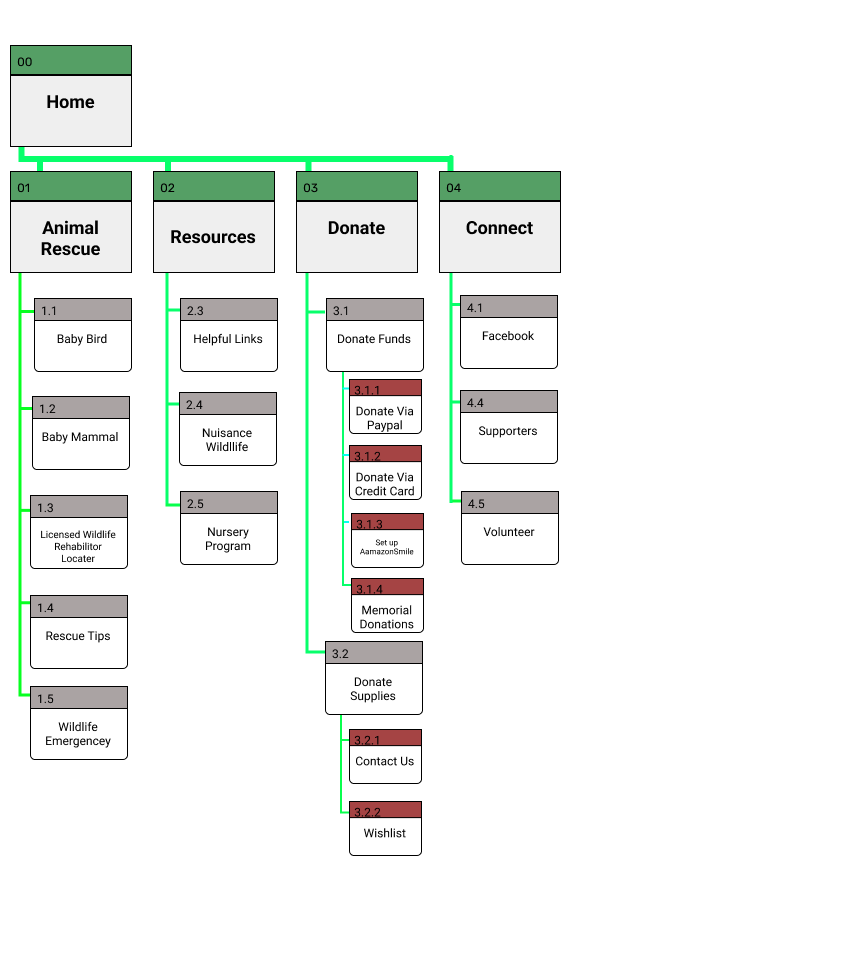 00
Home
01
Animal
Rescue
02
Resources
03
Donate
04
Connect
1.1
Baby Bird
1.2
Baby Mammal
1.3
Licensed Wildlife
Rehabilitor
Locater
1.4
Rescue Tips
1.5
Wildlife
Emergencey
2.3
Helpful Links
2.4
Nuisance
Wildllife
2.5
Nursery
Program
3.1
Donate Funds
3.1.1
Donate Via
Paypal
3.1.2
Donate Via
Credit Card
3.1.3
Set up
AamazonSmile
3.1.4
Memorial
Donations
3.2
Donate
Supplies
3.2.1
Contact Us
3.2.2
Wishlist
4.1
Facebook
4.4
Supporters
4.5
Volunteer